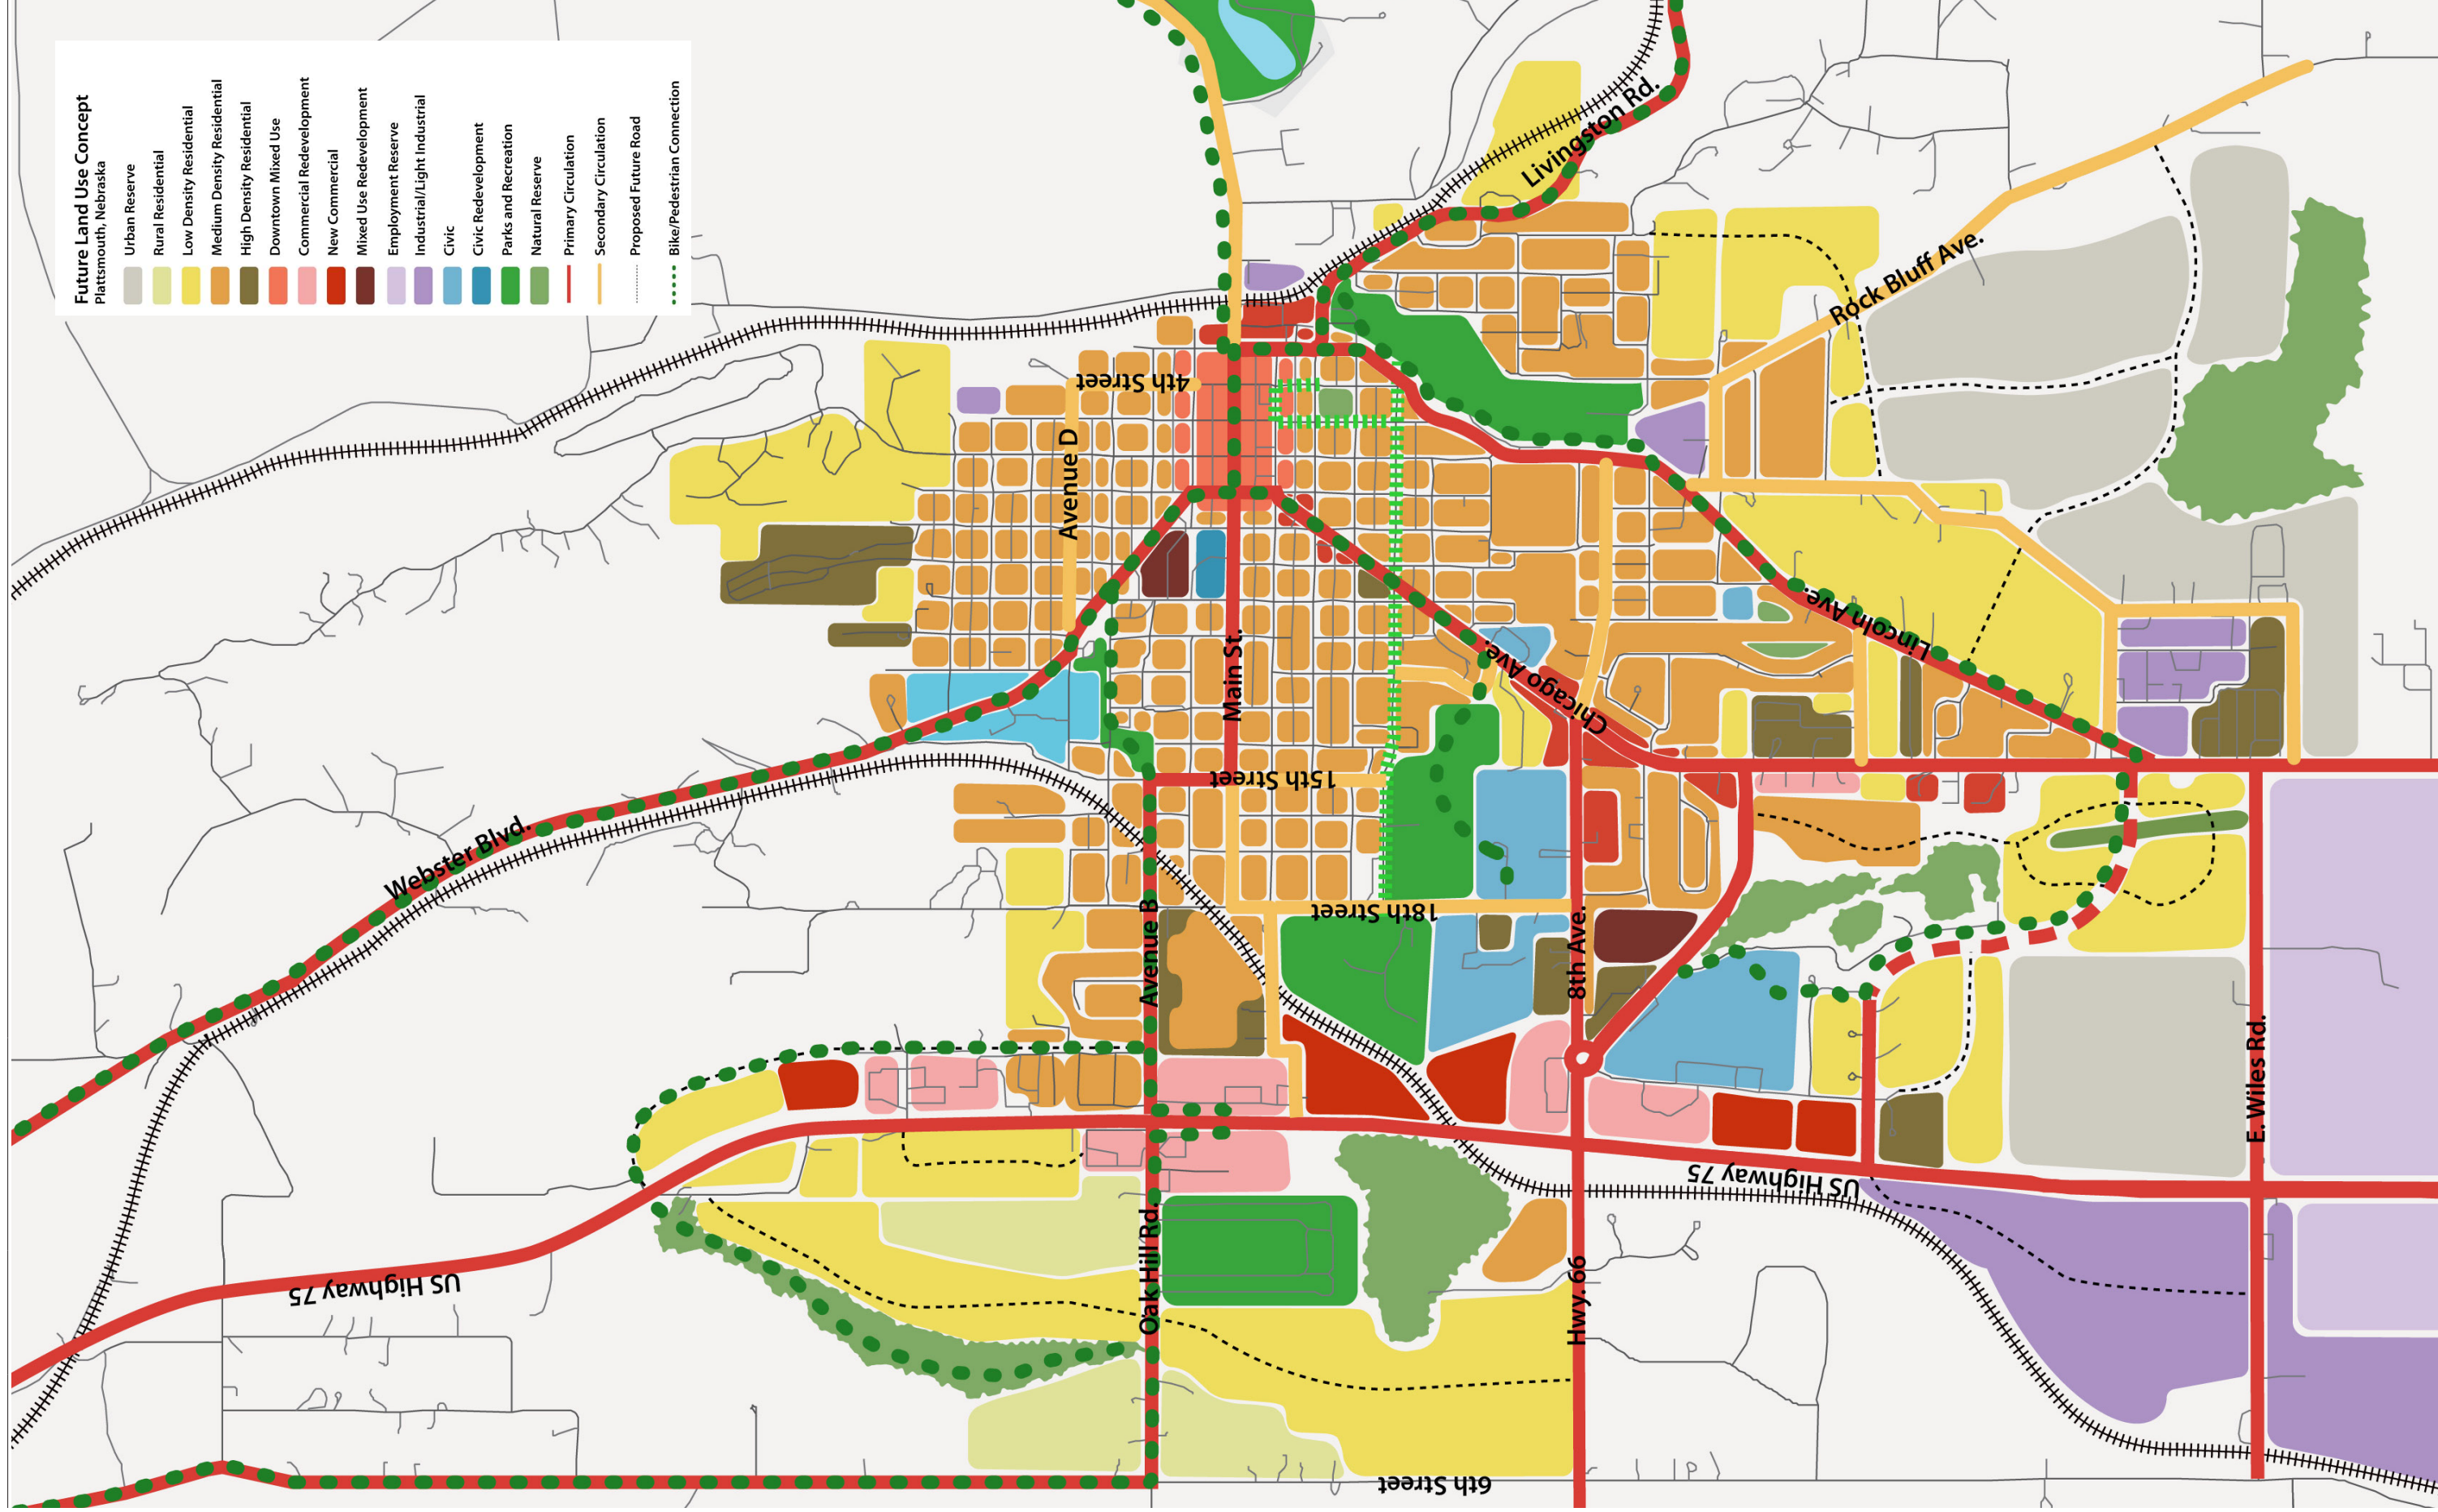 Future Land Use Concept
Plattsmouth, Nebraska
Urban Reserve
Rural Residential
Low Density Residential
Medium Density Residential
High Density Residential
Downtown Mixed Use
Commercial Redevelopment
New Commercial
Mixed Use Redevelopment
Employment Reserve
Industrial/Light Industrial
Civic
Civic Redevelopment
Parks and Recreation
Natural Reserve
Primary Circulation
Secondary Circulation
Proposed Future Road
Bike/Pedestrian Connection
Livingston Rd.
Rock Bluff Ave.
4th Street
Avenue D
Lincoln Ave.
Main St.
Chicago Ave.
15th Street
Webster Blvd.
18th Street
Avenue B
8th Ave.
E. Wiles Rd.
US Highway 75
US Highway 75
Oak Hill Rd.
Hwy. 66
6th Street